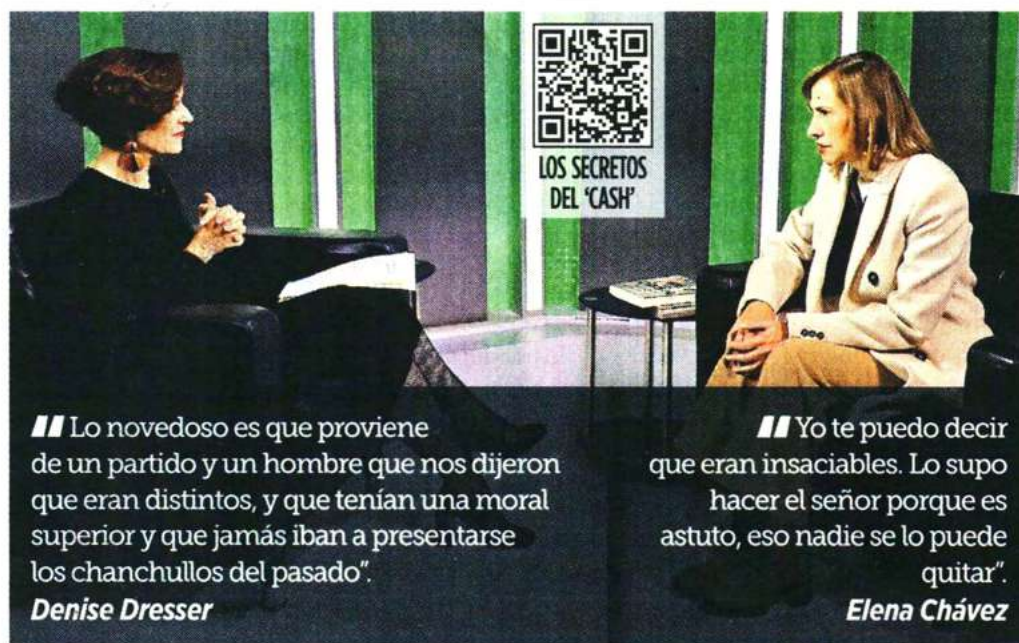 LOS SECRETOS
DEL ‘CASH’
❚❚ Lo novedoso es que proviene
de un partido y un hombre que nos dijeron
que eran distintos, y que tenían una moral
superior y que jamás iban a presentarse
los chanchullos del pasado”.
Denise Dresser
❚❚ Yo te puedo decir
que eran insaciables. Lo supo
hacer el señor porque es
astuto, eso nadie se lo puede
quitar”.
Elena Chávez